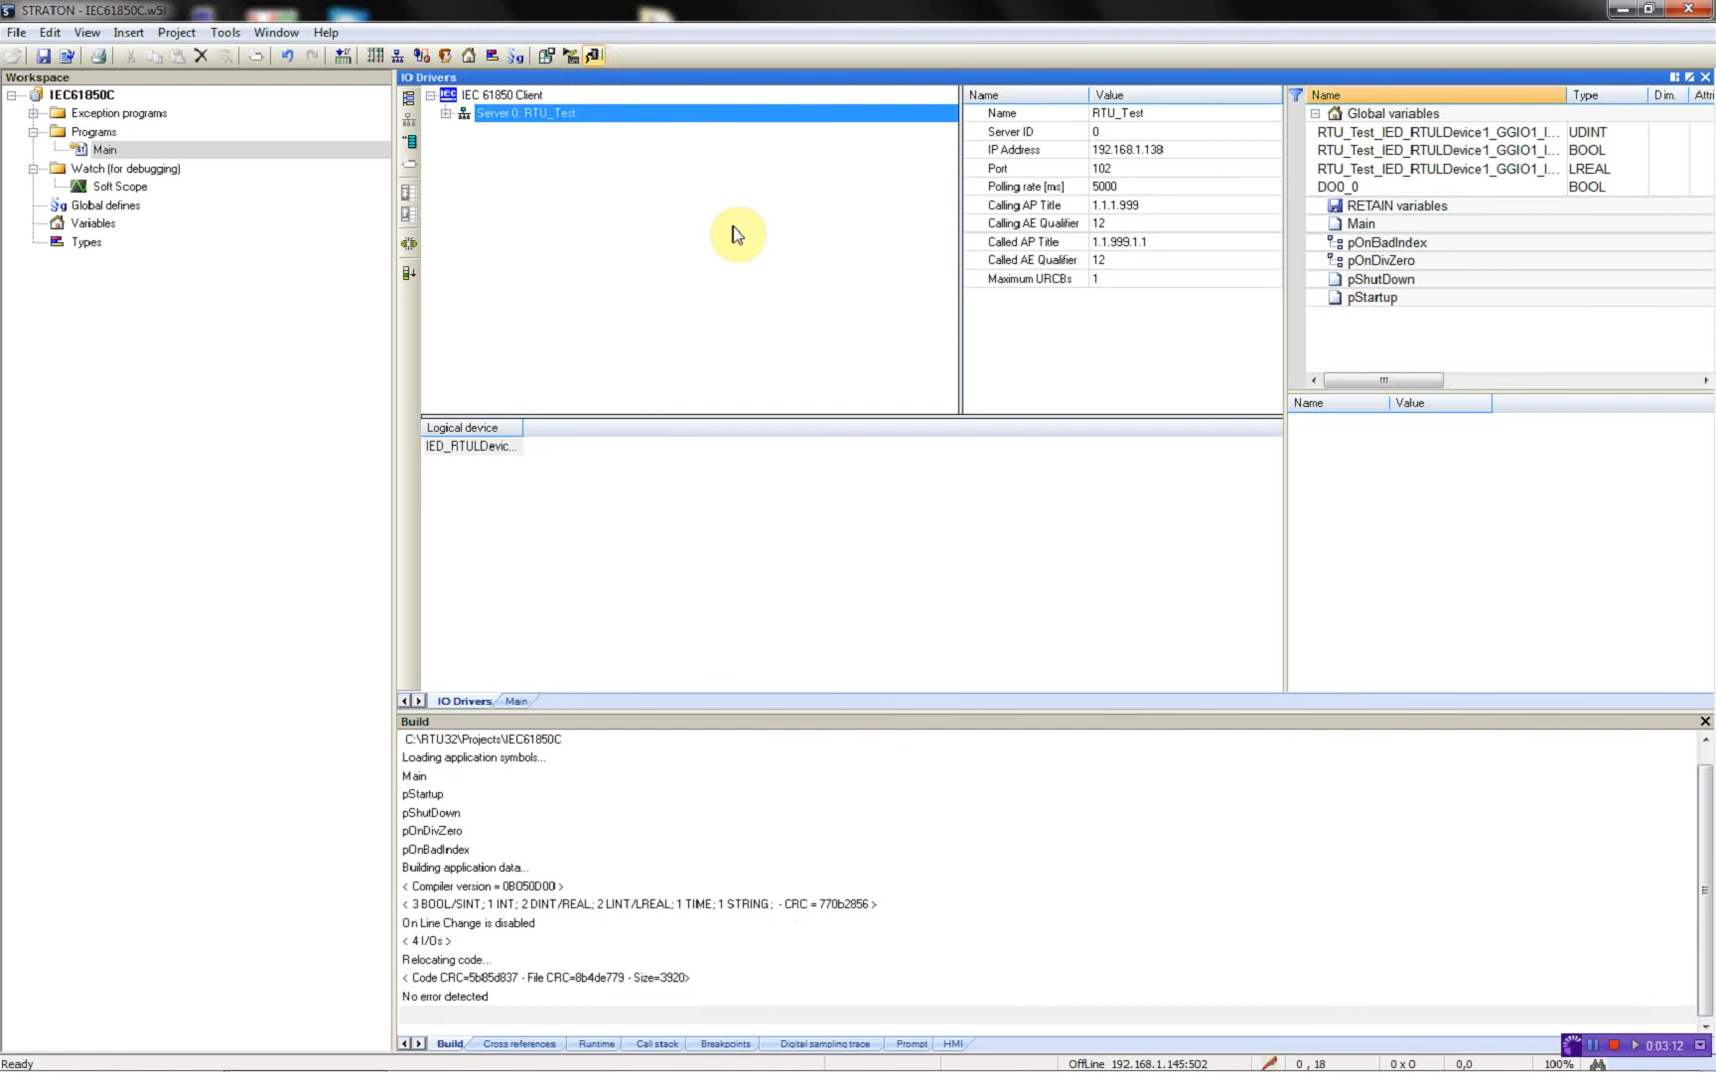 STRATON - IEC61850C.w5l
File Edit View Insert Project Tools Window Help
Workspace
IEC61850C
Exception programs
Programs
Main
Watch (for debugging)
Soft Scope
Global defines
Variables
Types
IO Drivers
IEC 61850 Client
Server 0: RTU_Test
Name Value
Name RTU_Test
Server ID 0
IP Address 192.168.1.138
Port 102
Polling rate [ms] 5000
Calling AP Title 1.1.1.999
Calling AE Qualifier 12
Called AP Title 1.1.999.1.1
Called AE Qualifier 12
Maximum URCBs 1
Name Type Dim. Attri
Global variables
RTU_Test_IED_RTULDevice1_GGIO1_I... UDINT
RTU_Test_IED_RTULDevice1_GGIO1_I... BOOL
RTU_Test_IED_RTULDevice1_GGIO1_I... LREAL
DO0_0 BOOL
RETAIN variables
Main
pOnBadIndex
pOnDivZero
pShutDown
pStartup
Name Value
Logical device
IED_RTULDevic...
IO Drivers Main
Build
C:\RTU32\Projects\IEC61850C
Loading application symbols...
Main
pStartup
pShutDown
pOnDivZero
pOnBadIndex
Building application data...
< Compiler version = 0B050D00 >
< 3 BOOL/SINT; 1 INT; 2 DINT/REAL; 2 LINT/LREAL; 1 TIME; 1 STRING; - CRC = 770b2856 >
On Line Change is disabled
< 4 I/Os >
Relocating code...
< Code CRC=5b85d837 - File CRC=8b4de779 - Size=3920>
No error detected
Build Cross references Runtime Call stack Breakpoints Digital sampling trace Prompt HMI
0:03:12
Ready
OffLine 192.168.1.145:502 0 , 18 0 x 0 0,0 100%